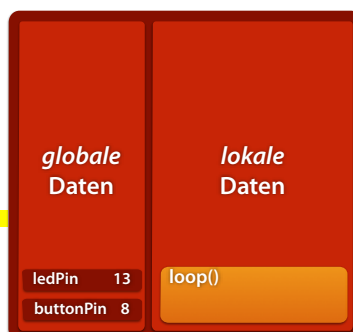 globale
Daten
ledPin 13
buttonPin 8
lokale
Daten
loop()